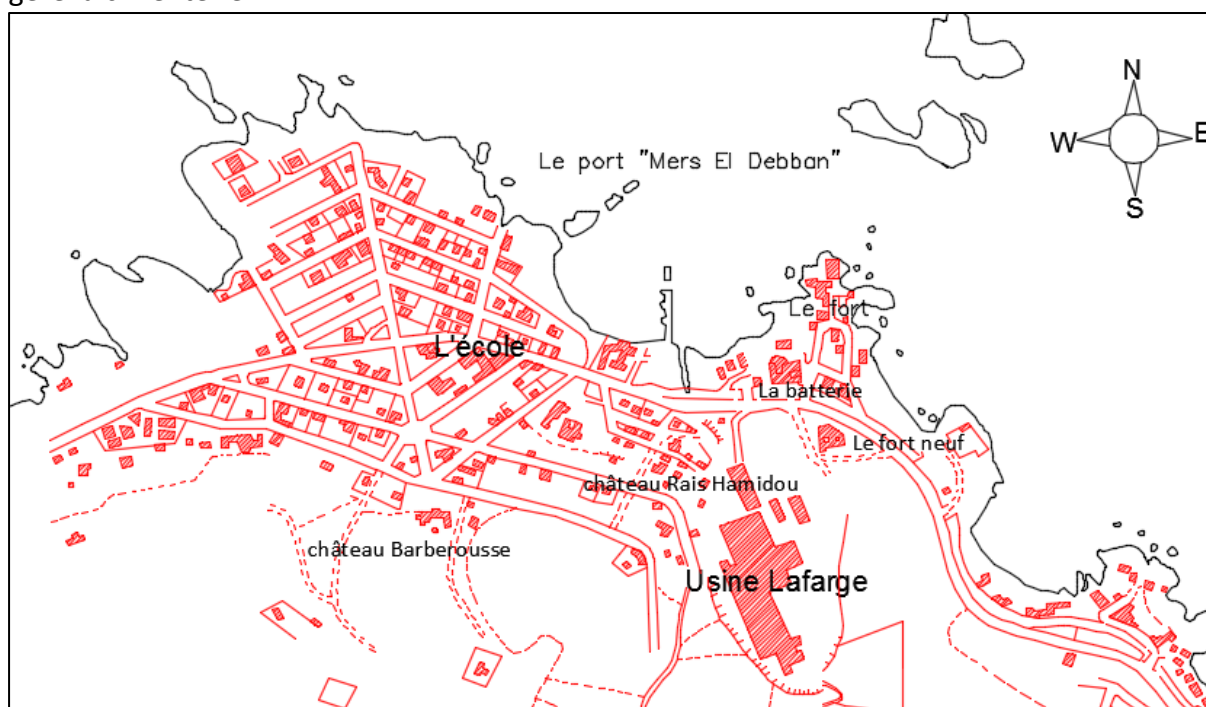 N
W E
S
Le port "Mers El Debban"
Le fort
L'école
La batterie
Le fort neuf
château Rais Hamidou
château Barberousse
Usine Lafarge